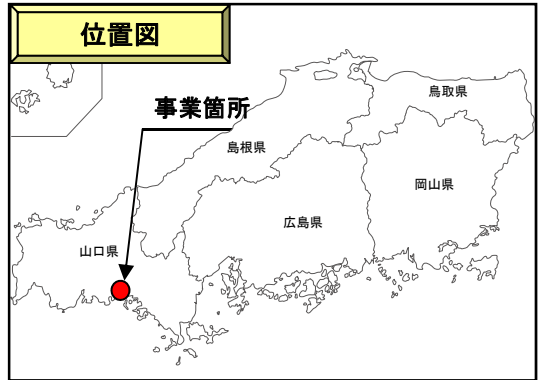 位置図
事業箇所
鳥取県
島根県
岡山県
広島県
山口県